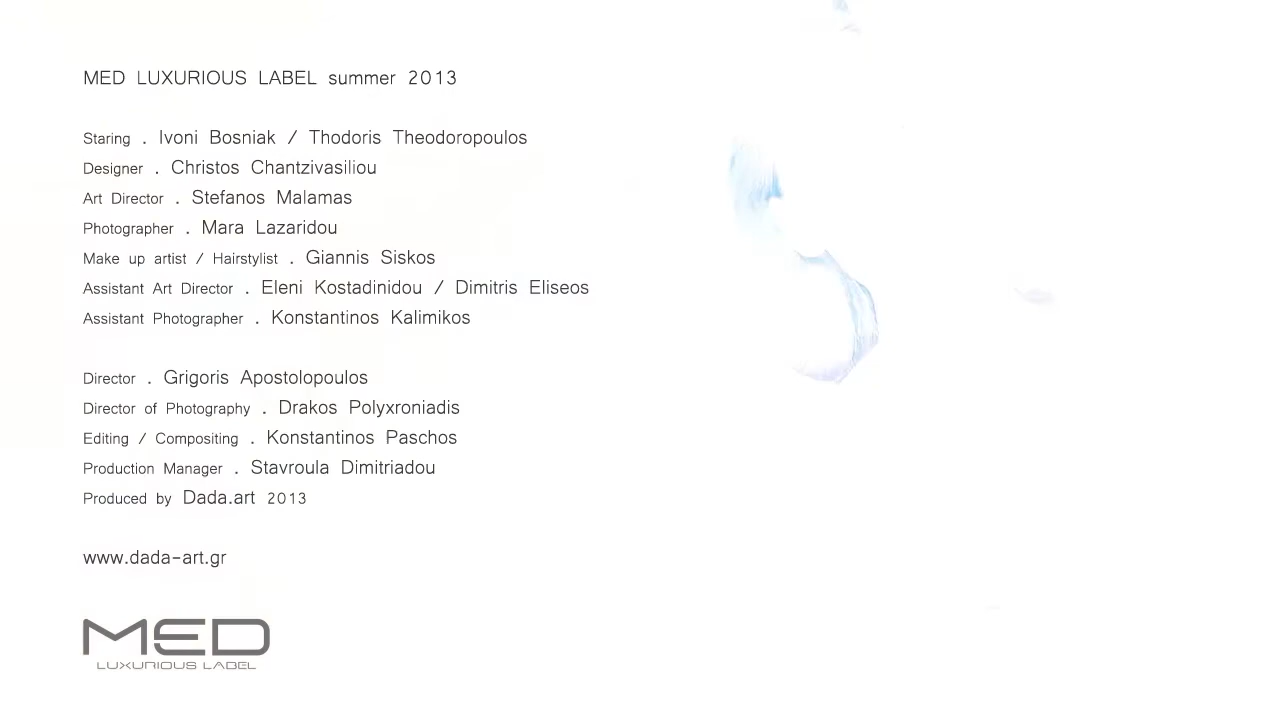 MED LUXURIOUS LABEL summer 2013
Staring . Ivoni Bosniak / Thodoris Theodoropoulos
Designer . Christos Chantzivasiliou
Art Director . Stefanos Malamas
Photographer . Mara Lazaridou
Make up artist / Hairstylist . Giannis Siskos
Assistant Art Director . Eleni Kostadinidou / Dimitris Eliseos
Assistant Photographer . Konstantinos Kalimikos
Director . Grigoris Apostolopoulos
Director of Photography . Drakos Polyxroniadis
Editing / Compositing . Konstantinos Paschos
Production Manager . Stavroula Dimitriadou
Produced by Dada.art 2013
www.dada-art.gr
MED
LUXURIOUS LABEL